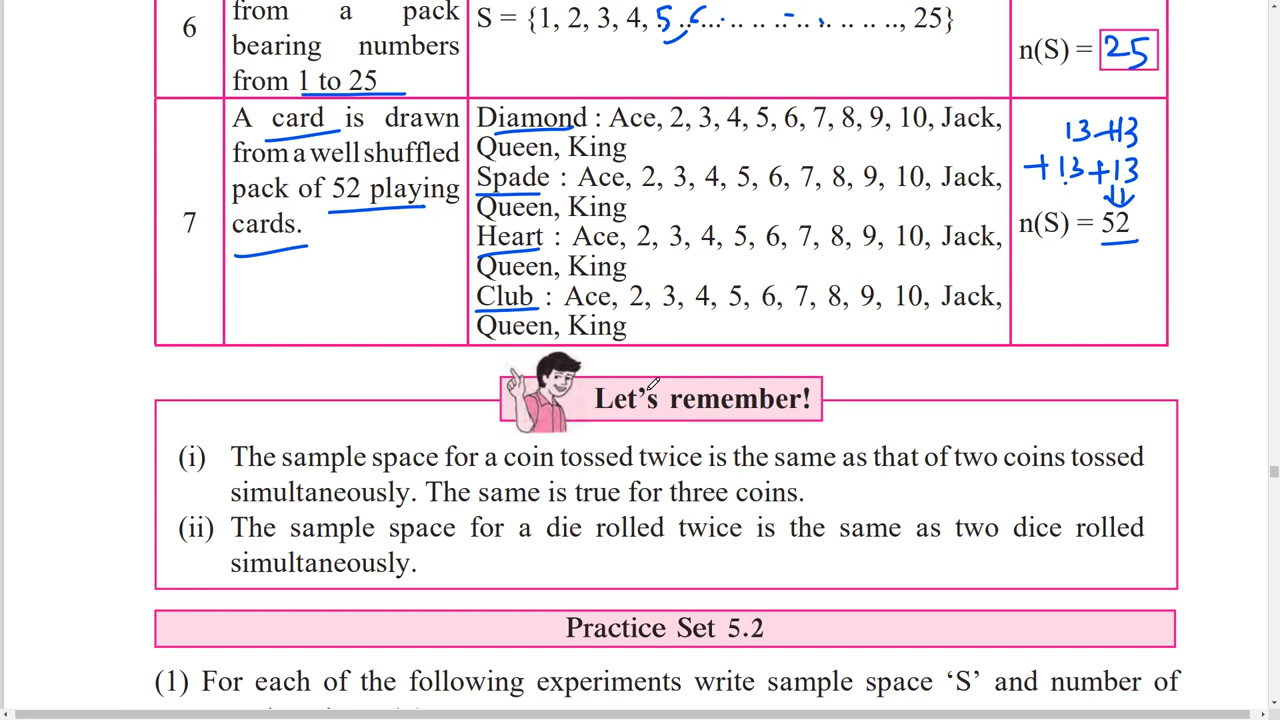 from a pack
bearing numbers
from 1 to 25
6
S = {1, 2, 3, 4, 5 6 ... .. .. .. .. .. .. .. .., 25}
n(S) = 25
7
A card is drawn
from a well shuffled
pack of 52 playing
cards.
Diamond : Ace, 2, 3, 4, 5, 6, 7, 8, 9, 10, Jack,
Queen, King
Spade : Ace, 2, 3, 4, 5, 6, 7, 8, 9, 10, Jack,
Queen, King
Heart : Ace, 2, 3, 4, 5, 6, 7, 8, 9, 10, Jack,
Queen, King
Club : Ace, 2, 3, 4, 5, 6, 7, 8, 9, 10, Jack,
Queen, King
13+13
+13+13
n(S) = 52
Let's remember!
(i) The sample space for a coin tossed twice is the same as that of two coins tossed
simultaneously. The same is true for three coins.
(ii) The sample space for a die rolled twice is the same as two dice rolled
simultaneously.
Practice Set 5.2
(1) For each of the following experiments write sample space ‘S’ and number of